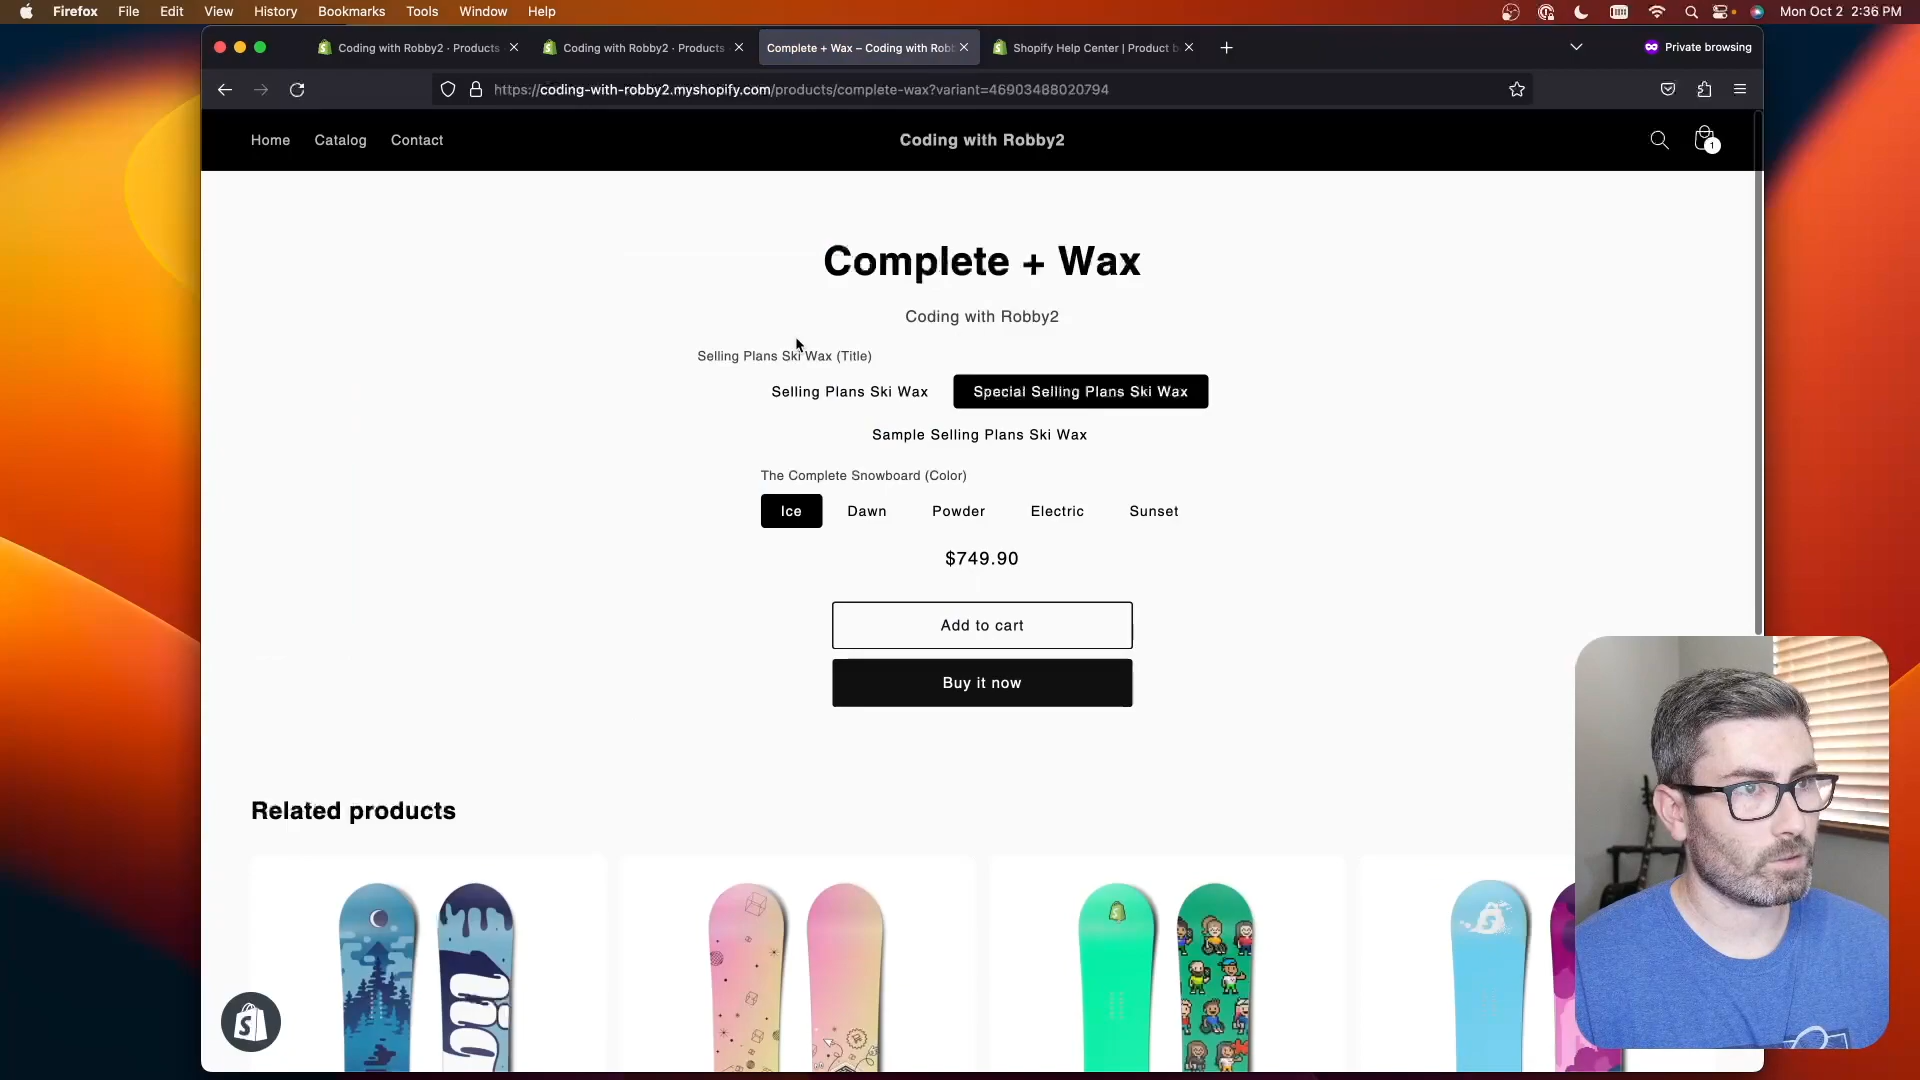 Firefox File Edit View History Bookmarks Tools Window Help Mon Oct 2 2:36 PM
Coding with Robby2 · Products Coding with Robby2 · Products Complete + Wax – Coding with Rob Shopify Help Center | Product b Private browsing
https://coding-with-robby2.myshopify.com/products/complete-wax?variant=46903488020794
Home Catalog Contact Coding with Robby2 1
Complete + Wax
Coding with Robby2
Selling Plans Ski Wax (Title)
Selling Plans Ski Wax Special Selling Plans Ski Wax
Sample Selling Plans Ski Wax
The Complete Snowboard (Color)
Ice Dawn Powder Electric Sunset
$749.90
Add to cart
Buy it now
Related products